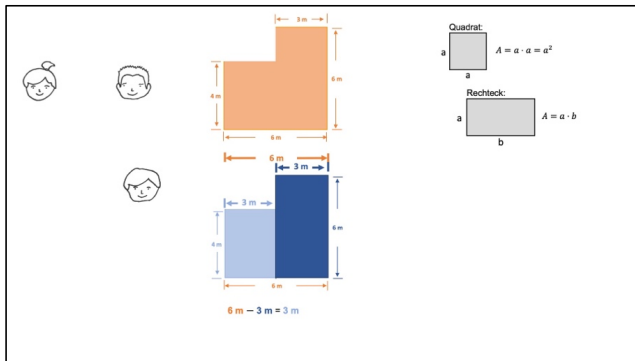 3 m
4 m
6 m
6 m
6 m
3 m
3 m
4 m
6 m
6 m
6 m − 3 m = 3 m
Quadrat:
a
A = a · a = a²
a
Rechteck:
a
A = a · b
b